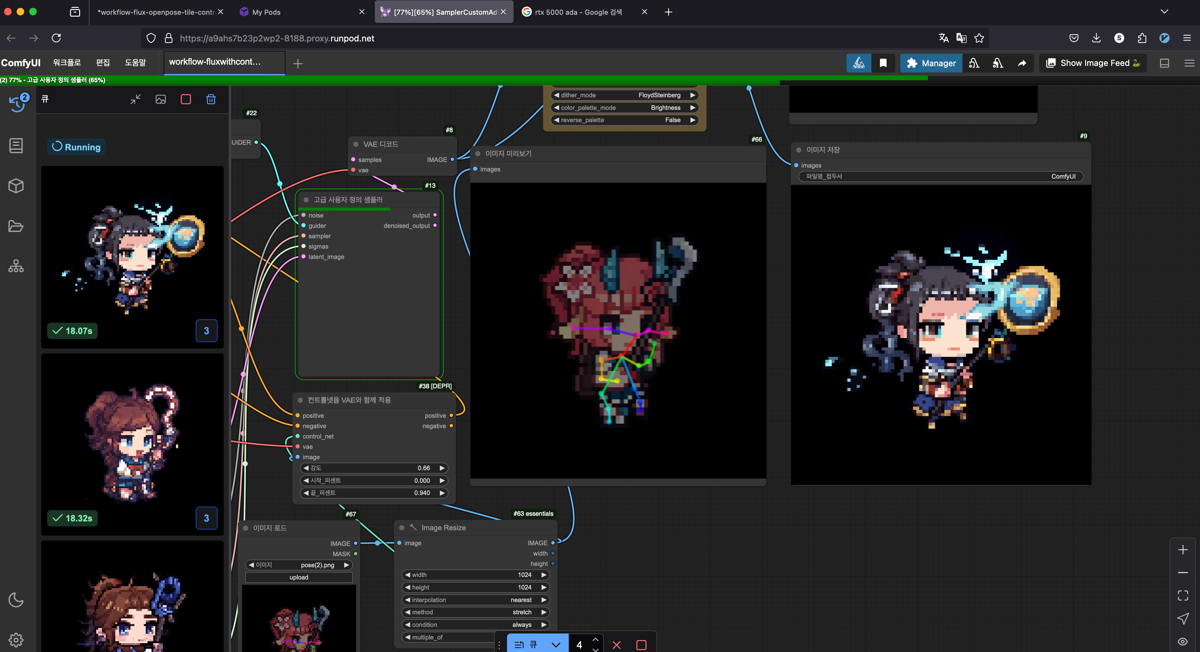 *workflow-flux-openpose-tile-cont
My Pods
[77%][65%] SamplerCustomAd
rtx 5000 ada - Google 검색
https://a9ahs7b23p2wp2-8188.proxy.runpod.net
ComfyUI
워크플로
편집
도움말
workflow-fluxwithcont...
Manager
Show Image Feed
(2) 77% - 고급 사용자 정의 샘플러 (65%)
2
큐
Running
18.07s
3
18.32s
3
#22
UIDER
#8
VAE 디코드
samples
IMAGE
vae
#13
고급 사용자 정의 샘플러
noise
output
guider
denoised_output
sampler
sigmas
latent_image
#38 [DEPR]
컨트롤넷을 VAE와 함께 적용
positive
positive
negative
negative
control_net
vae
image
강도
0.66
시작_퍼센트
0.000
끝_퍼센트
0.940
#67
이미지 로드
IMAGE
MASK
이미지
pose(2).png
upload
#63 essentials
Image Resize
image
IMAGE
width
height
width
1024
height
1024
interpolation
nearest
method
stretch
condition
always
multiple_of
dither_mode
FloydSteinberg
color_palette_mode
Brightness
reverse_palette
False
#66
이미지 미리보기
images
#9
이미지 저장
images
파일명_접두사
ComfyUI
큐
4